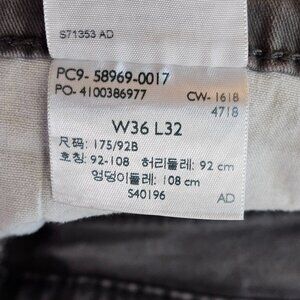 S71353 AD
PC9- 58969-0017
PO- 4100386977 CW- 1618
4718
W36 L32
尺码: 175/92B
호칭: 92-108 허리둘레: 92 cm
엉덩이둘레: 108 cm
S40196 AD